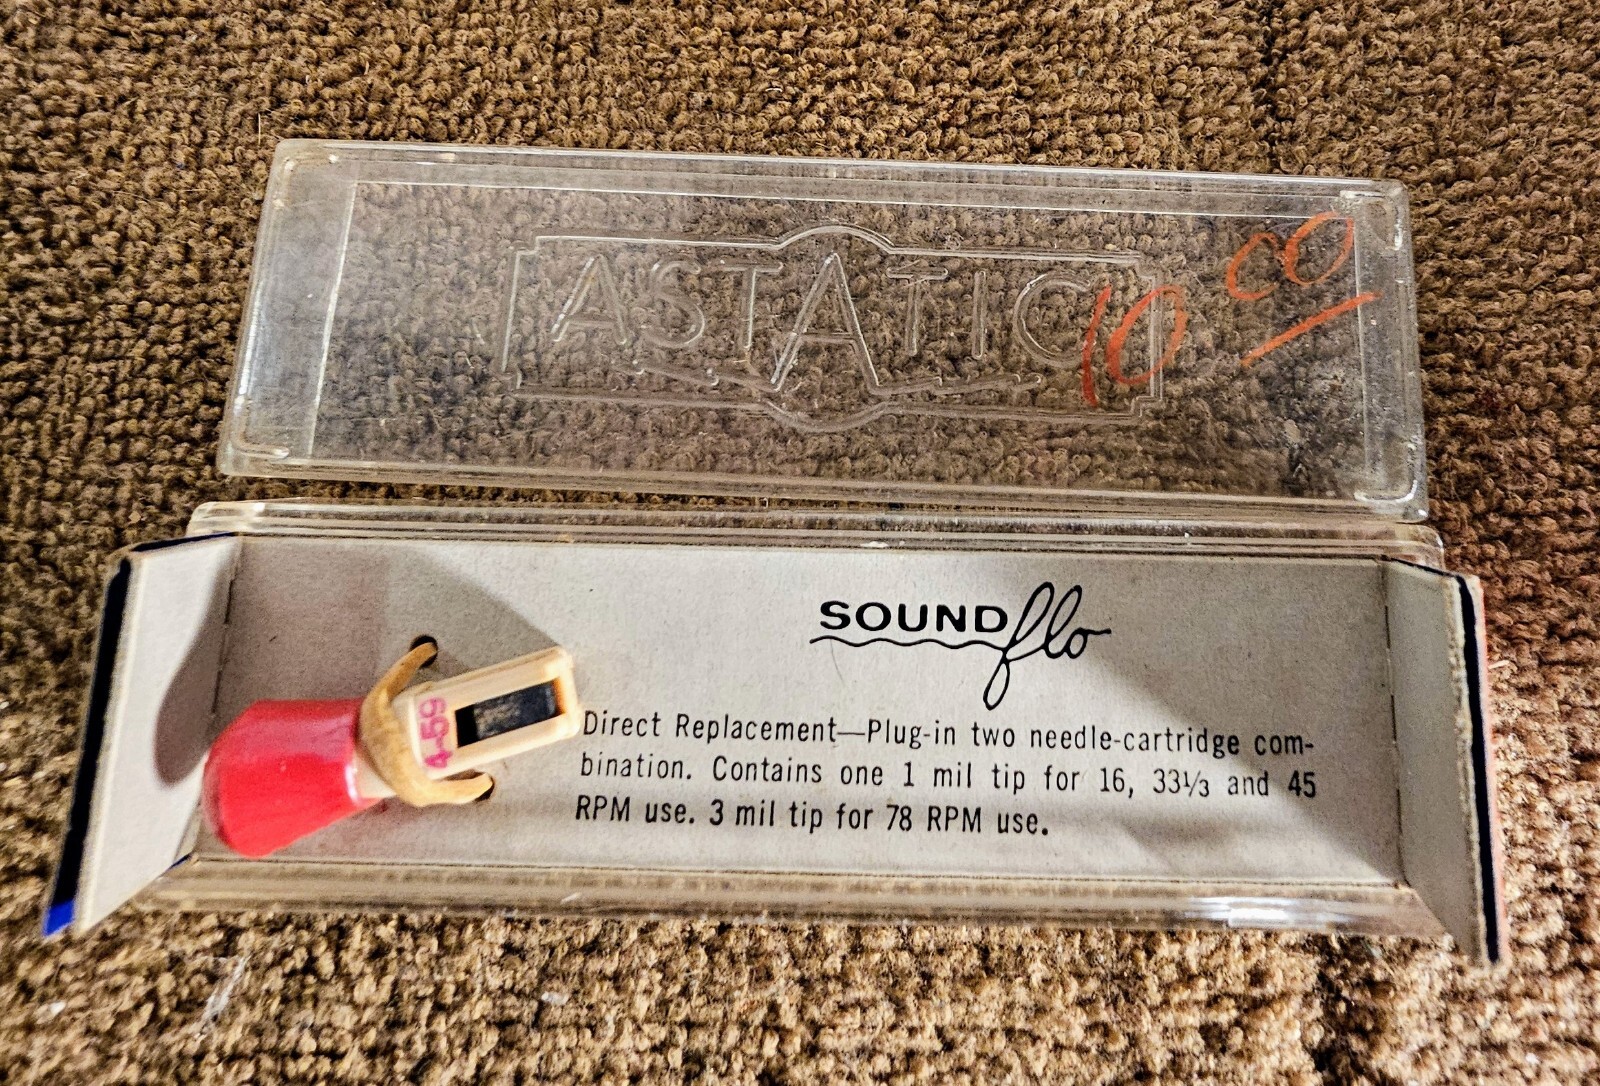 ASTATIC
10 00
SOUNDflo
4-59
Direct Replacement—Plug-in two needle-cartridge com-
bination. Contains one 1 mil tip for 16, 33⅓ and 45
RPM use. 3 mil tip for 78 RPM use.